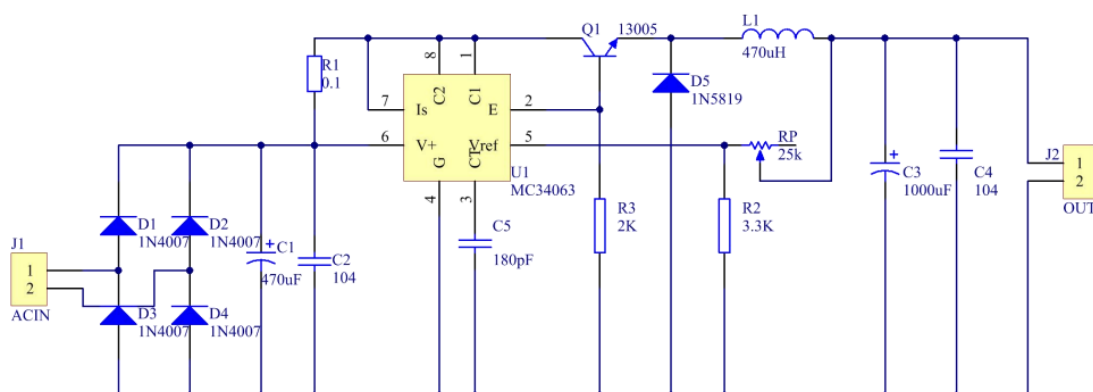 Q1
13005
L1
470uH
R1
0.1
8
1
C2
C1
D5
1N5819
7
Is
E
2
RP
25k
6
V+
Vref
5
G
CT
U1
MC34063
4
3
J2
1
2
OUT
C3
1000uF
C4
104
J1
1
2
ACIN
D1
1N4007
D2
1N4007
C1
470uF
C2
104
C5
180pF
R3
2K
R2
3.3K
D3
1N4007
D4
1N4007